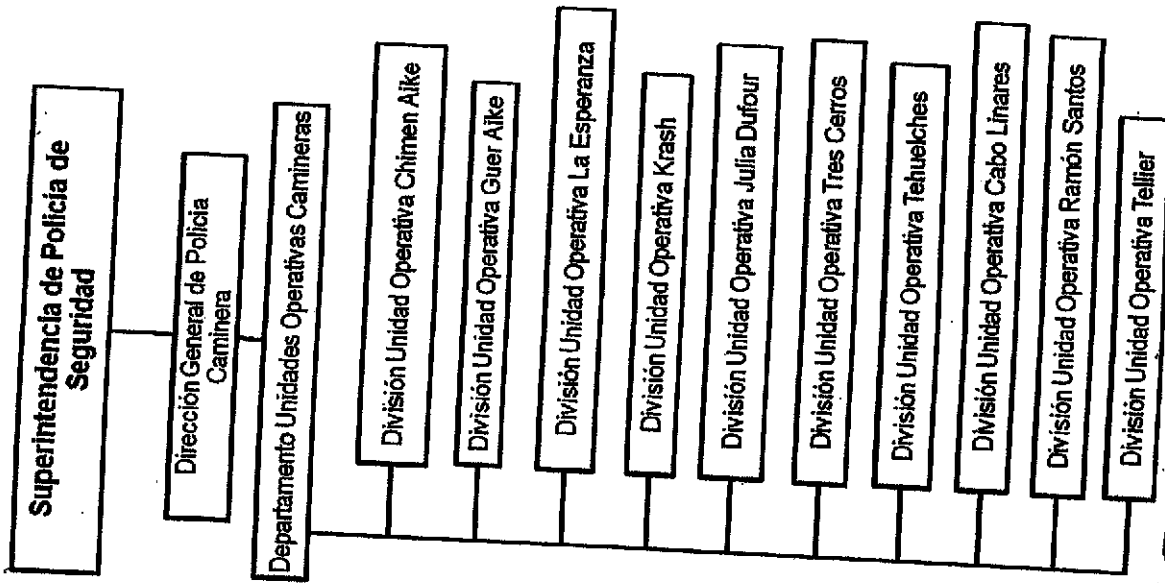 Superintendencia de Policía de
Seguridad
Dirección General de Policia
Caminera
Departamento Unidades Operativas Camineras
División Unidad Operativa Chimen Aike
División Unidad Operativa Guer Aike
División Unidad Operativa La Esperanza
División Unidad Operativa Krash
División Unidad Operativa Julia Dufour
División Unidad Operativa Tres Cerros
División Unidad Operativa Tehuelches
División Unidad Operativa Cabo Linares
División Unidad Operativa Ramón Santos
División Unidad Operativa Tellier